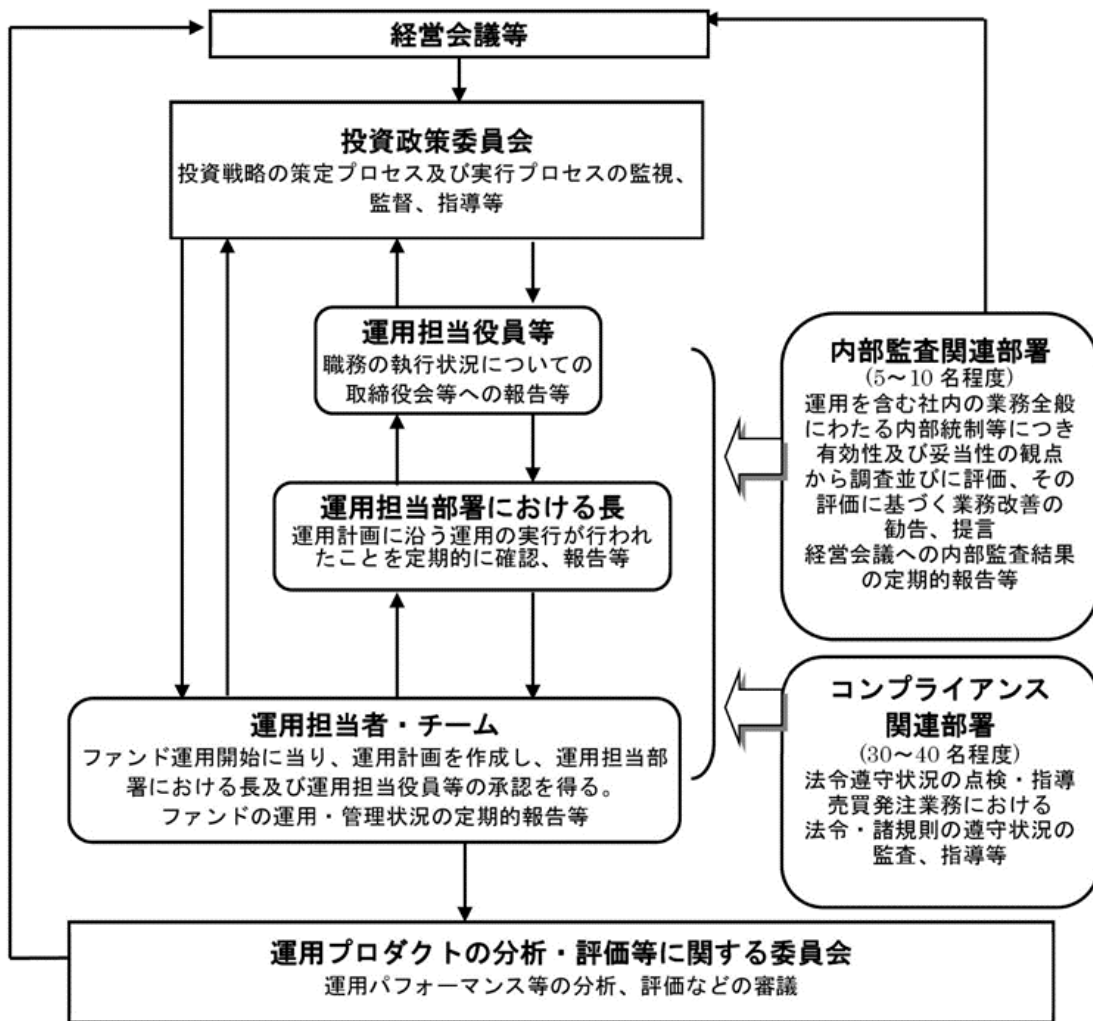 経営会議等
投資政策委員会
投資戦略の策定プロセス及び実行プロセスの監視、
監督、指導等
運用担当役員等
職務の執行状況についての
取締役会等への報告等
運用担当部署における長
運用計画に沿う運用の実行が行われ
たことを定期的に確認、報告等
運用担当者・チーム
ファンド運用開始に当り、運用計画を作成し、運用担当部
署における長及び運用担当役員等の承認を得る。
ファンドの運用・管理状況の定期的報告等
内部監査関連部署
(5～10 名程度)
運用を含む社内の業務全般
にわたる内部統制等につき
有効性及び妥当性の観点
から調査並びに評価、その
評価に基づく業務改善の
勧告、提言
経営会議への内部監査結果
の定期的報告等
コンプライアンス
関連部署
(30～40 名程度)
法令遵守状況の点検・指導
売買発注業務における
法令・諸規則の遵守状況の
監査、指導等
運用プロダクトの分析・評価等に関する委員会
運用パフォーマンス等の分析、評価などの審議